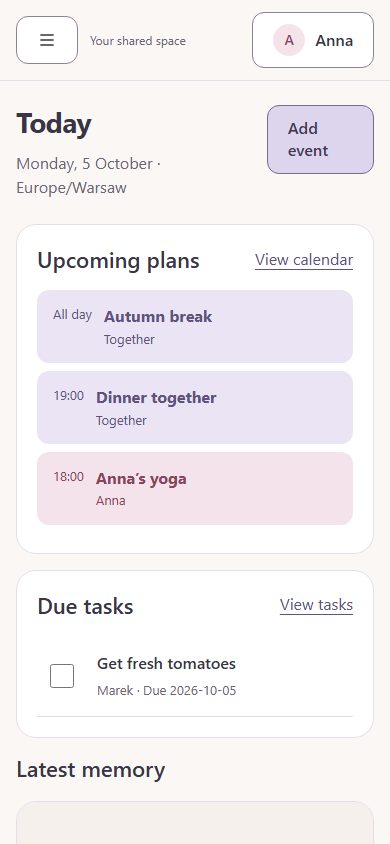 Your shared space
A Anna
Today
Add
event
Monday, 5 October ·
Europe/Warsaw
Upcoming plans View calendar
All day Autumn break
Together
19:00 Dinner together
Together
18:00 Anna's yoga
Anna
Due tasks View tasks
Get fresh tomatoes
Marek · Due 2026-10-05
Latest memory